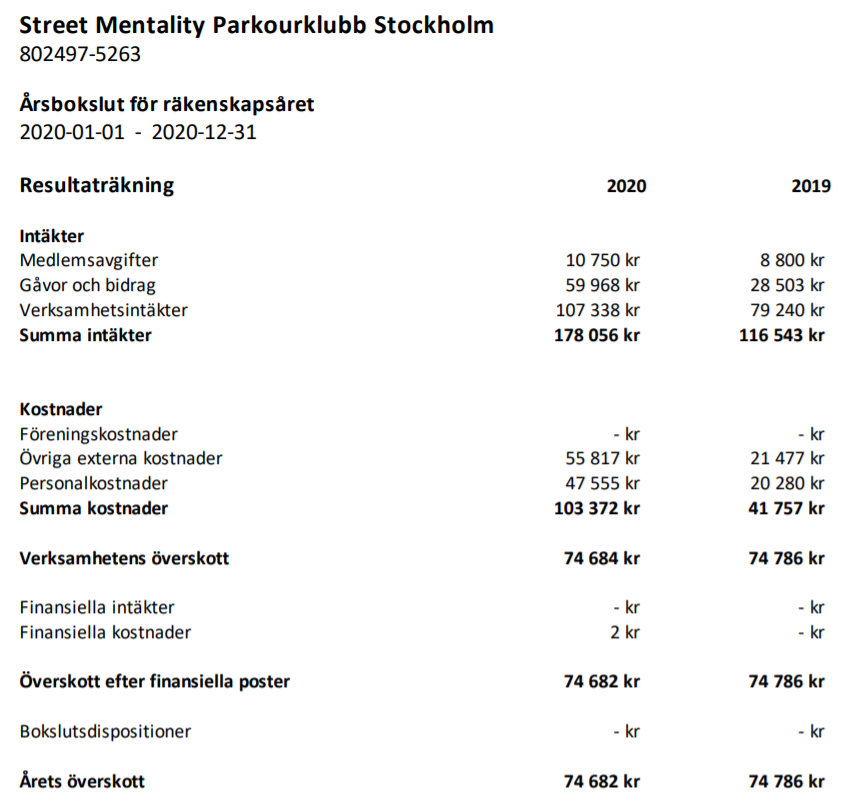 Street Mentality Parkourklubb Stockholm
802497-5263
Årsbokslut för räkenskapsåret
2020-01-01 - 2020-12-31
Resultaträkning 2020 2019
Intäkter
Medlemsavgifter 10 750 kr 8 800 kr
Gåvor och bidrag 59 968 kr 28 503 kr
Verksamhetsintäkter 107 338 kr 79 240 kr
Summa intäkter 178 056 kr 116 543 kr
Kostnader
Föreningskostnader - kr - kr
Övriga externa kostnader 55 817 kr 21 477 kr
Personalkostnader 47 555 kr 20 280 kr
Summa kostnader 103 372 kr 41 757 kr
Verksamhetens överskott 74 684 kr 74 786 kr
Finansiella intäkter - kr - kr
Finansiella kostnader 2 kr - kr
Överskott efter finansiella poster 74 682 kr 74 786 kr
Bokslutsdispositioner - kr - kr
Årets överskott 74 682 kr 74 786 kr